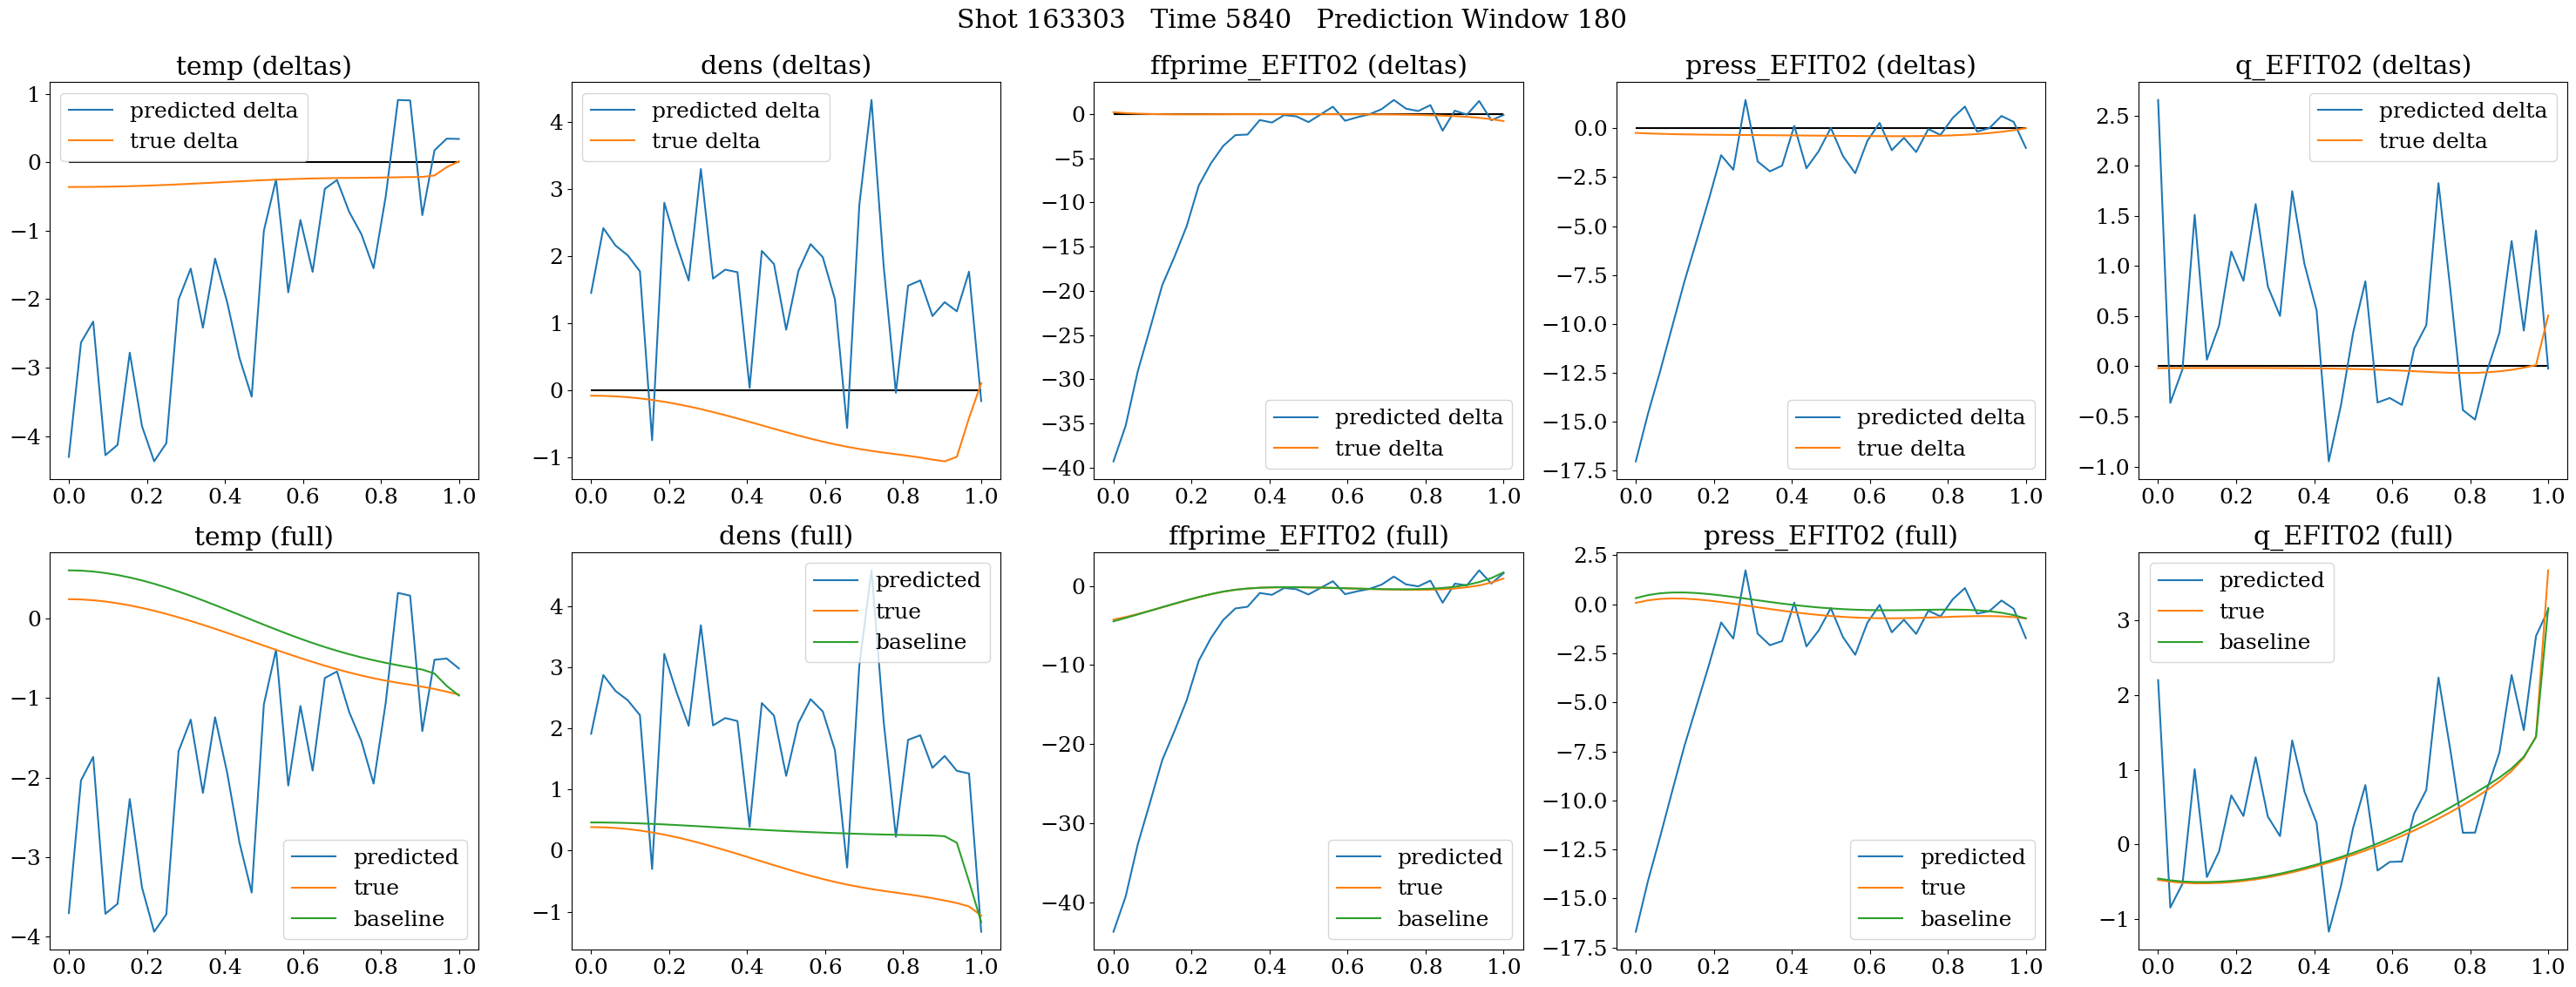 Shot 163303   Time 5840   Prediction Window 180
temp (deltas)
1
0
−1
−2
−3
−4
0.0 0.2 0.4 0.6 0.8 1.0
predicted delta
true delta
dens (deltas)
4
3
2
1
0
−1
0.0 0.2 0.4 0.6 0.8 1.0
predicted delta
true delta
ffprime_EFIT02 (deltas)
0
−5
−10
−15
−20
−25
−30
−35
−40
0.0 0.2 0.4 0.6 0.8 1.0
predicted delta
true delta
press_EFIT02 (deltas)
0.0
−2.5
−5.0
−7.5
−10.0
−12.5
−15.0
−17.5
0.0 0.2 0.4 0.6 0.8 1.0
predicted delta
true delta
q_EFIT02 (deltas)
2.5
2.0
1.5
1.0
0.5
0.0
−0.5
−1.0
0.0 0.2 0.4 0.6 0.8 1.0
predicted delta
true delta
temp (full)
0
−1
−2
−3
−4
0.0 0.2 0.4 0.6 0.8 1.0
predicted
true
baseline
dens (full)
4
3
2
1
0
−1
0.0 0.2 0.4 0.6 0.8 1.0
predicted
true
baseline
ffprime_EFIT02 (full)
0
−10
−20
−30
−40
0.0 0.2 0.4 0.6 0.8 1.0
predicted
true
baseline
press_EFIT02 (full)
2.5
0.0
−2.5
−5.0
−7.5
−10.0
−12.5
−15.0
−17.5
0.0 0.2 0.4 0.6 0.8 1.0
predicted
true
baseline
q_EFIT02 (full)
3
2
1
0
−1
0.0 0.2 0.4 0.6 0.8 1.0
predicted
true
baseline